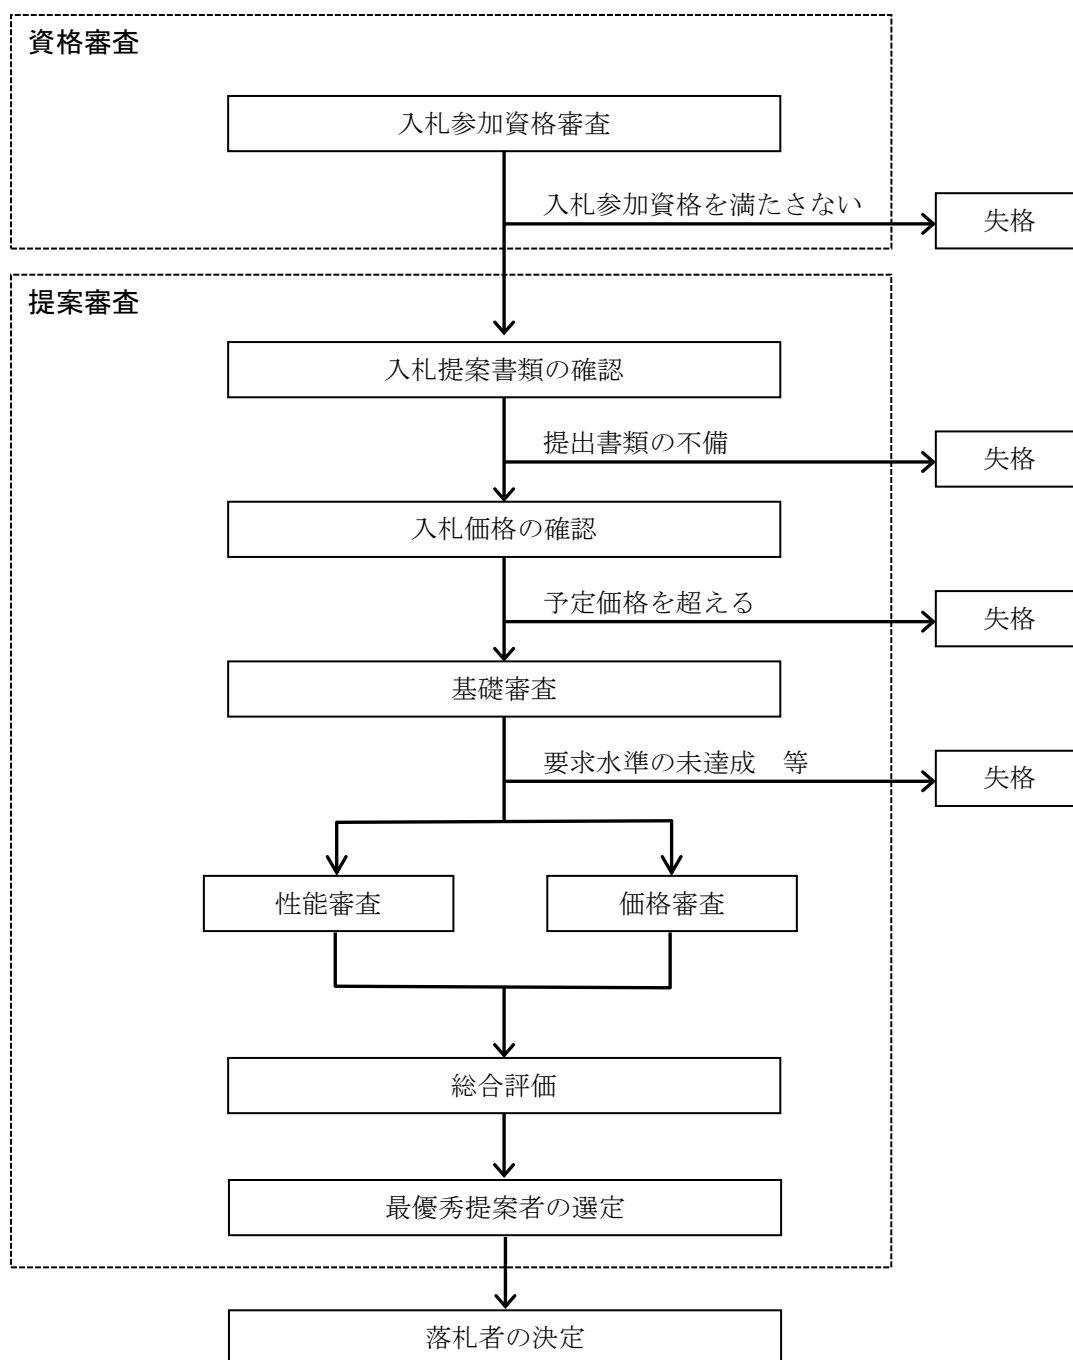 資格審査
入札参加資格審査
入札参加資格を満たさない
失格
提案審査
入札提案書類の確認
提出書類の不備
失格
入札価格の確認
予定価格を超える
失格
基礎審査
要求水準の未達成　等
失格
性能審査
価格審査
総合評価
最優秀提案者の選定
落札者の決定